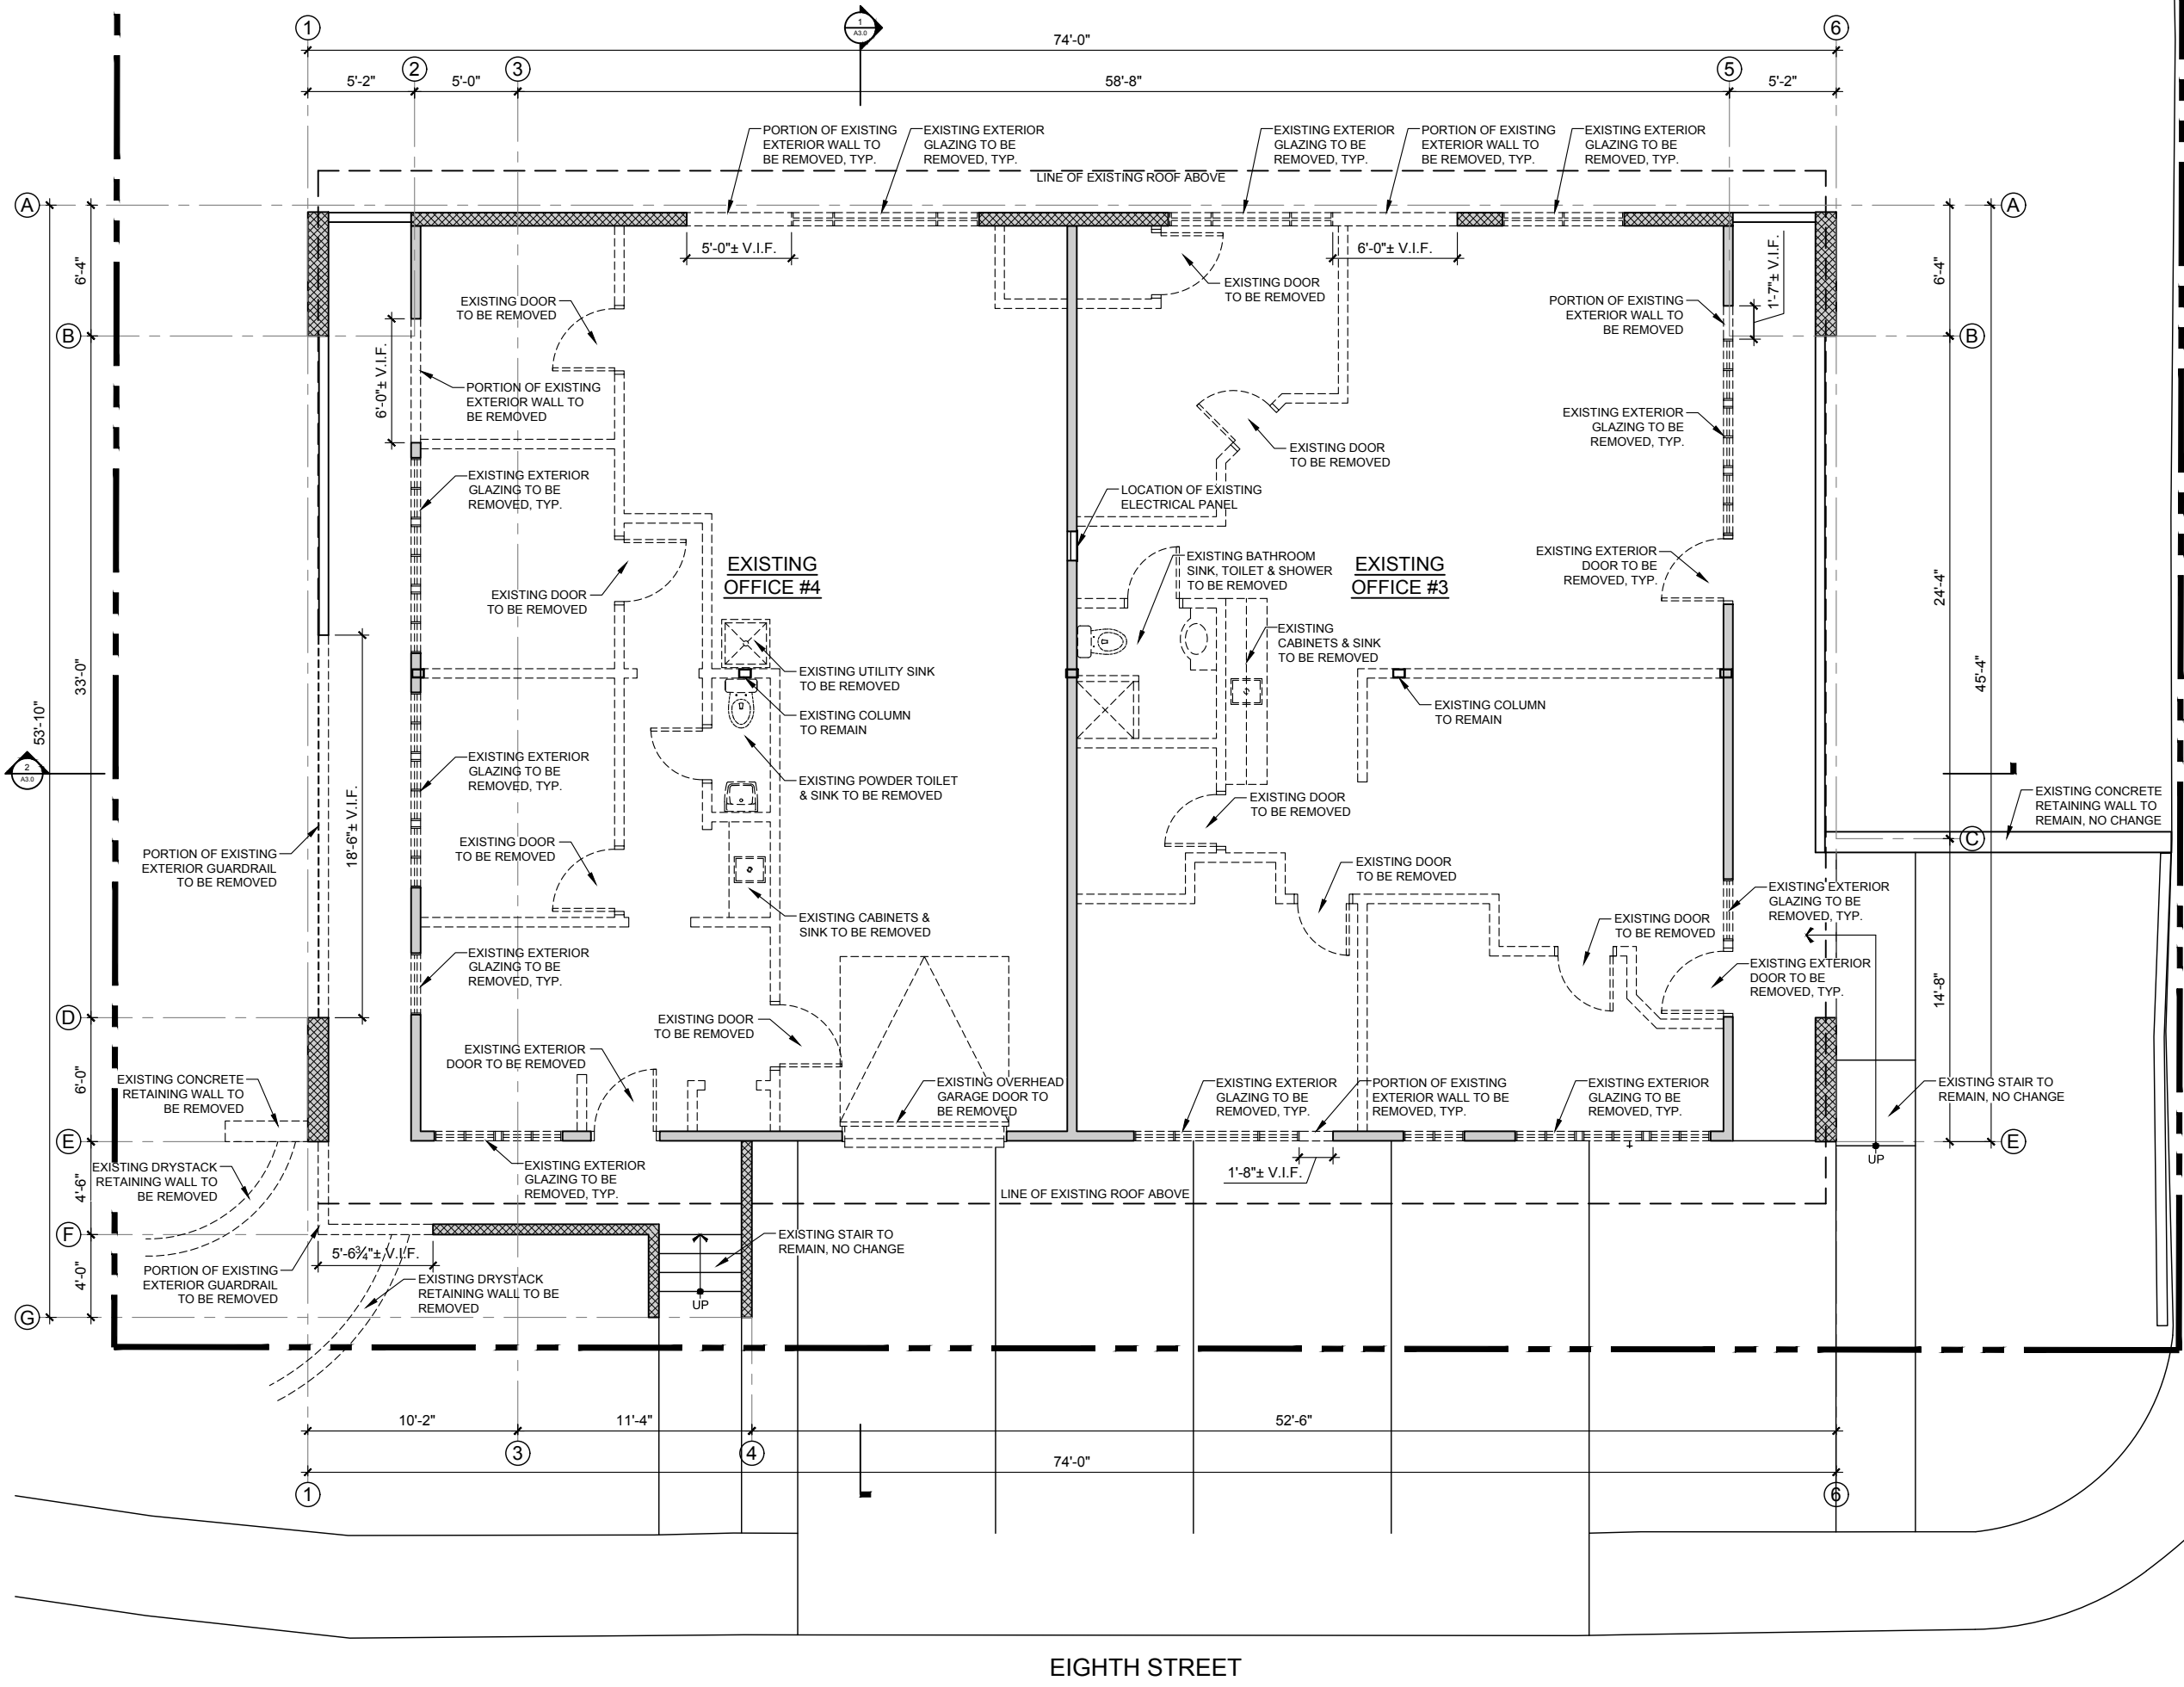 1
1
A3.0
6
74'-0"
2
3
5
5'-2"
5'-0"
58'-8"
5'-2"
PORTION OF EXISTING
EXTERIOR WALL TO
BE REMOVED, TYP.
EXISTING EXTERIOR
GLAZING TO BE
REMOVED, TYP.
EXISTING EXTERIOR
GLAZING TO BE
REMOVED, TYP.
PORTION OF EXISTING
EXTERIOR WALL TO
BE REMOVED, TYP.
EXISTING EXTERIOR
GLAZING TO BE
REMOVED, TYP.
LINE OF EXISTING ROOF ABOVE
A
A
5'-0"± V.I.F.
6'-0"± V.I.F.
1'-7"± V.I.F.
6'-4"
6'-4"
EXISTING DOOR
TO BE REMOVED
EXISTING DOOR
TO BE REMOVED
PORTION OF EXISTING
EXTERIOR WALL TO
BE REMOVED
B
B
6'-0"± V.I.F.
PORTION OF EXISTING
EXTERIOR WALL TO
BE REMOVED
EXISTING EXTERIOR
GLAZING TO BE
REMOVED, TYP.
EXISTING DOOR
TO BE REMOVED
EXISTING EXTERIOR
GLAZING TO BE
REMOVED, TYP.
LOCATION OF EXISTING
ELECTRICAL PANEL
EXISTING
OFFICE #4
EXISTING BATHROOM
SINK, TOILET & SHOWER
TO BE REMOVED
EXISTING
OFFICE #3
EXISTING EXTERIOR
DOOR TO BE
REMOVED, TYP.
EXISTING DOOR
TO BE REMOVED
24'-4"
EXISTING
CABINETS & SINK
TO BE REMOVED
33'-0"
EXISTING UTILITY SINK
TO BE REMOVED
45'-4"
53'-10"
EXISTING COLUMN
TO REMAIN
EXISTING COLUMN
TO REMAIN
2
A3.0
EXISTING EXTERIOR
GLAZING TO BE
REMOVED, TYP.
EXISTING POWDER TOILET
& SINK TO BE REMOVED
EXISTING DOOR
TO BE REMOVED
EXISTING CONCRETE
RETAINING WALL TO
REMAIN, NO CHANGE
18'-6"± V.I.F.
C
PORTION OF EXISTING
EXTERIOR GUARDRAIL
TO BE REMOVED
EXISTING DOOR
TO BE REMOVED
EXISTING DOOR
TO BE REMOVED
EXISTING EXTERIOR
GLAZING TO BE
REMOVED, TYP.
EXISTING CABINETS &
SINK TO BE REMOVED
EXISTING DOOR
TO BE REMOVED
EXISTING EXTERIOR
GLAZING TO BE
REMOVED, TYP.
EXISTING EXTERIOR
DOOR TO BE
REMOVED, TYP.
14'-8"
D
EXISTING DOOR
TO BE REMOVED
EXISTING EXTERIOR
DOOR TO BE REMOVED
6'-0"
EXISTING CONCRETE
RETAINING WALL TO
BE REMOVED
EXISTING OVERHEAD
GARAGE DOOR TO
BE REMOVED
EXISTING EXTERIOR
GLAZING TO BE
REMOVED, TYP.
PORTION OF EXISTING
EXTERIOR WALL TO BE
REMOVED, TYP.
EXISTING EXTERIOR
GLAZING TO BE
REMOVED, TYP.
EXISTING STAIR TO
REMAIN, NO CHANGE
E
E
UP
EXISTING DRYSTACK
RETAINING WALL TO
BE REMOVED
EXISTING EXTERIOR
GLAZING TO BE
REMOVED, TYP.
1'-8"± V.I.F.
4'-6"
LINE OF EXISTING ROOF ABOVE
F
EXISTING STAIR TO
REMAIN, NO CHANGE
5'-6¾"± V.I.F.
PORTION OF EXISTING
EXTERIOR GUARDRAIL
TO BE REMOVED
4'-0"
EXISTING DRYSTACK
RETAINING WALL TO BE
REMOVED
UP
G
10'-2"
11'-4"
52'-6"
3
4
74'-0"
1
6
EIGHTH STREET